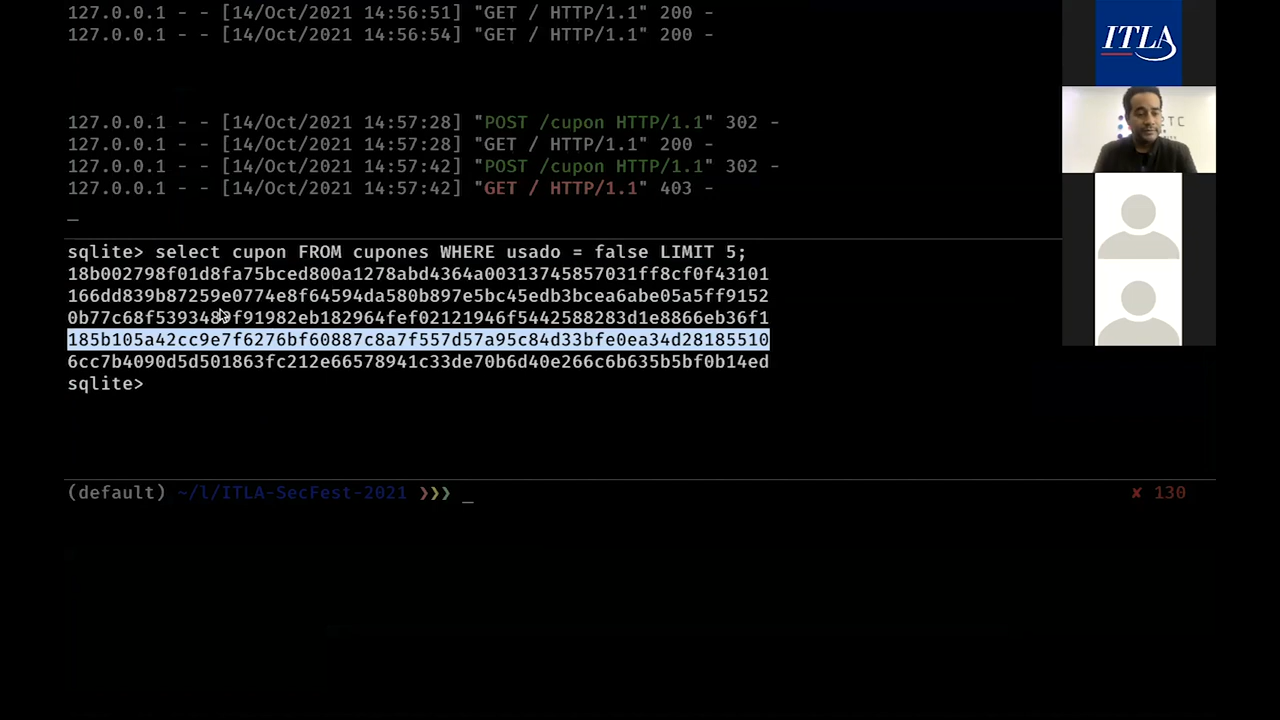 127.0.0.1 - - [14/Oct/2021 14:56:51] "GET / HTTP/1.1" 200 -
127.0.0.1 - - [14/Oct/2021 14:56:54] "GET / HTTP/1.1" 200 -
127.0.0.1 - - [14/Oct/2021 14:57:28] "POST /cupon HTTP/1.1" 302 -
127.0.0.1 - - [14/Oct/2021 14:57:28] "GET / HTTP/1.1" 200 -
127.0.0.1 - - [14/Oct/2021 14:57:42] "POST /cupon HTTP/1.1" 302 -
127.0.0.1 - - [14/Oct/2021 14:57:42] "GET / HTTP/1.1" 403 -
sqlite> select cupon FROM cupones WHERE usado = false LIMIT 5;
18b002798f01d8fa75bced800a1278abd4364a00313745857031ff8cf0f43101
166dd839b87259e0774e8f64594da580b897e5bc45edb3bcea6abe05a5ff9152
185b105a42cc9e7f6276bf60887c8a7f557d57a95c84d33bfe0ea34d28185510
6cc7b4090d5d501863fc212e66578941c33de70b6d40e266c6b635b5bf0b14ed
sqlite>
(default) ~/l/ITLA-SecFest-2021 ❯❯❯ _
✘ 130
ITLA